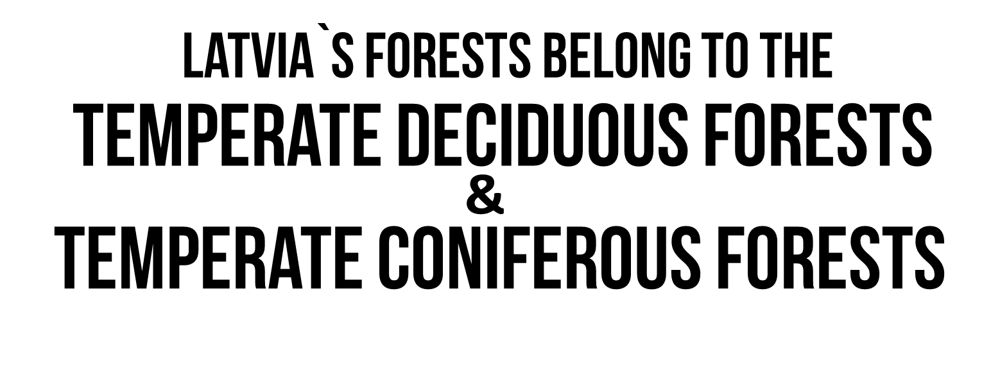 LATVIA`S FORESTS BELONG TO THE
TEMPERATE DECIDUOUS FORESTS
&
TEMPERATE CONIFEROUS FORESTS